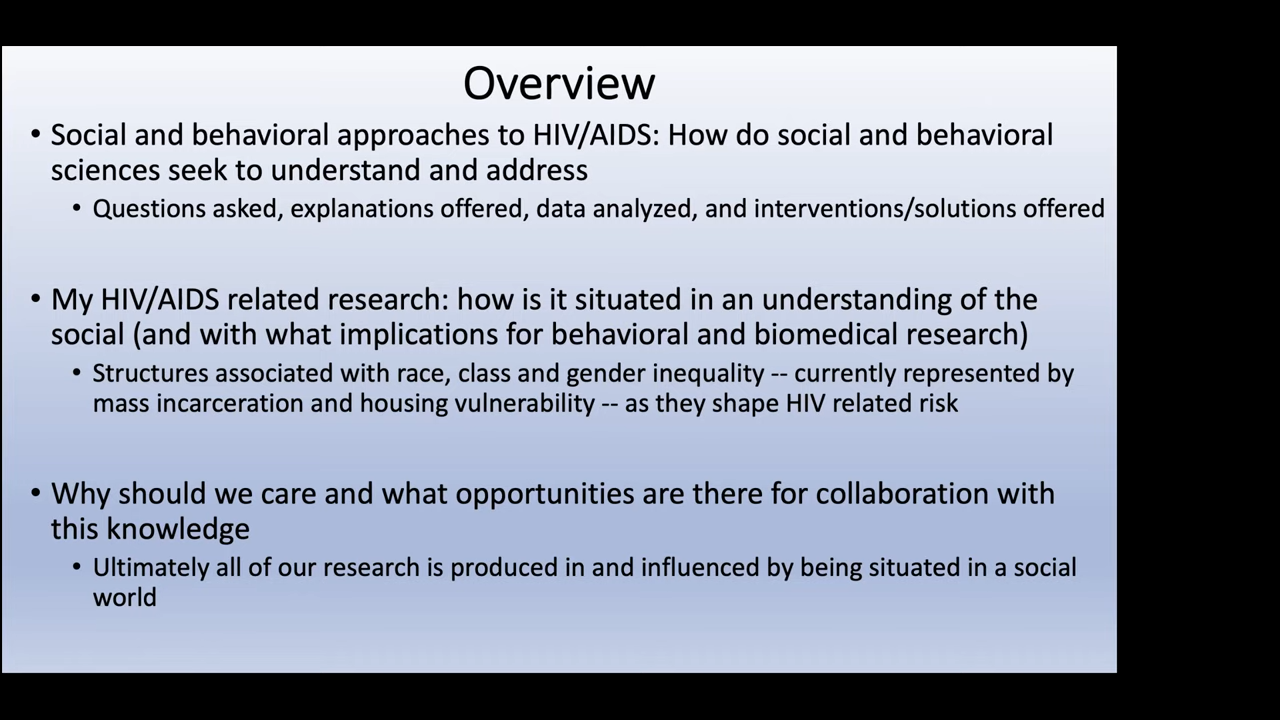 Overview
• Social and behavioral approaches to HIV/AIDS: How do social and behavioral
sciences seek to understand and address
• Questions asked, explanations offered, data analyzed, and interventions/solutions offered
• My HIV/AIDS related research: how is it situated in an understanding of the
social (and with what implications for behavioral and biomedical research)
• Structures associated with race, class and gender inequality -- currently represented by
mass incarceration and housing vulnerability -- as they shape HIV related risk
• Why should we care and what opportunities are there for collaboration with
this knowledge
• Ultimately all of our research is produced in and influenced by being situated in a social
world